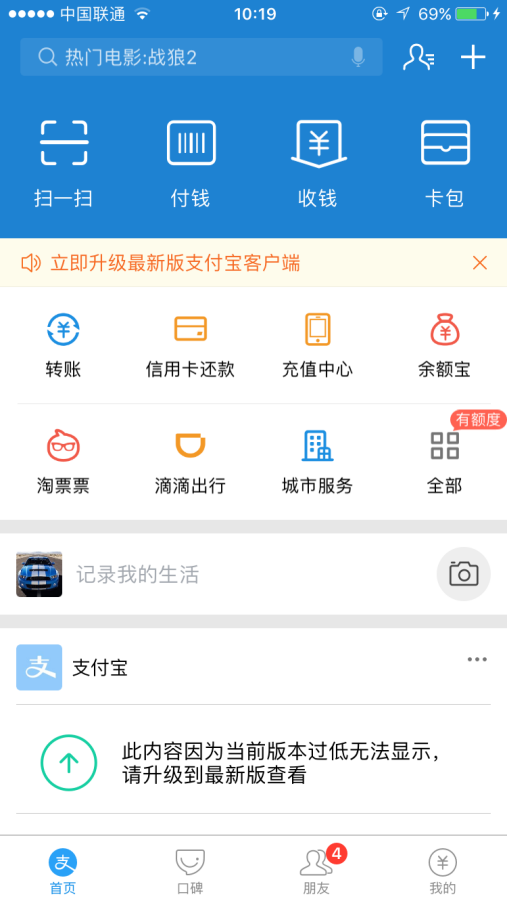 中国联通 10:19 69%
热门电影:战狼2
扫一扫 付钱 收钱 卡包
立即升级最新版支付宝客户端
转账 信用卡还款 充值中心 余额宝
有额度
淘票票 滴滴出行 城市服务 全部
记录我的生活
支 支付宝
此内容因为当前版本过低无法显示，
请升级到最新版查看
4
支
首页 口碑 朋友 我的